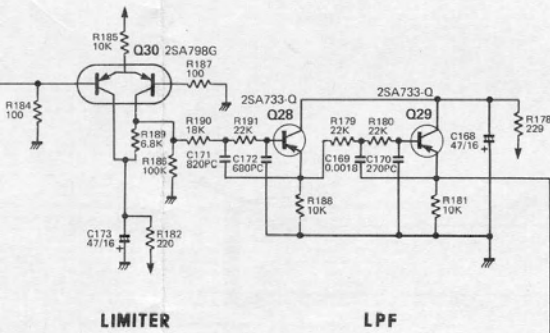 R185
10K
Q30 2SA798G
R187
100
R184
100
2SA733-Q
Q28
2SA733-Q
Q29
R190
18K
R191
22K
R179
22K
R180
22K
R178
229
R189
6.8K
R186
100K
C171
820PC
C172
680PC
C169
0.0018
C170
270PC
C168
47/16
+
R188
10K
R181
10K
C173
47/16
+
R182
220
LIMITER
LPF